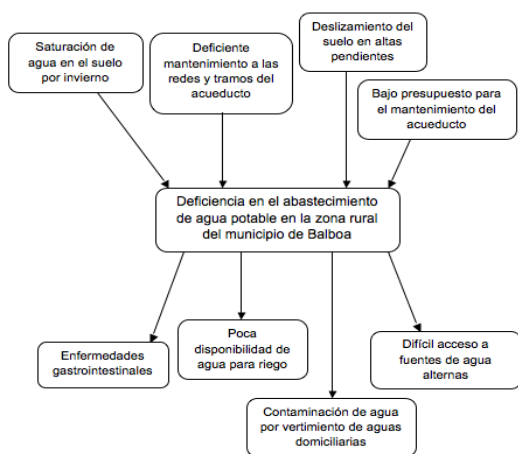 Saturación de
agua en el suelo
por invierno
Deficiente
mantenimiento a las
redes y tramos del
acueducto
Deslizamiento del
suelo en altas
pendientes
Bajo presupuesto para
el mantenimiento del
acueducto
Deficiencia en el abastecimiento
de agua potable en la zona rural
del municipio de Balboa
Enfermedades
gastrointestinales
Poca
disponibilidad de
agua para riego
Contaminación de agua
por vertimiento de aguas
domiciliarias
Difícil acceso a
fuentes de agua
alternas